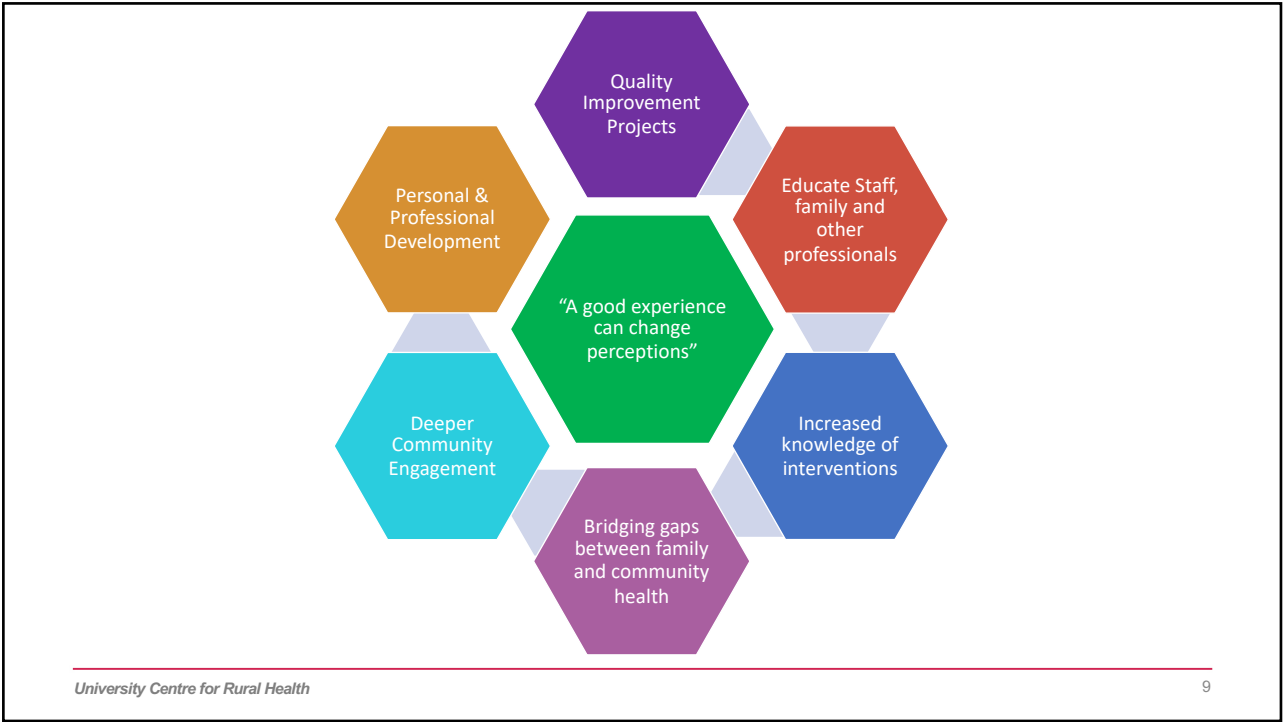 Quality
Improvement
Projects
Educate Staff,
family and
other
professionals
Increased
knowledge of
interventions
Bridging gaps
between family
and community
health
Deeper
Community
Engagement
Personal &
Professional
Development
“A good experience
can change
perceptions”
University Centre for Rural Health
9